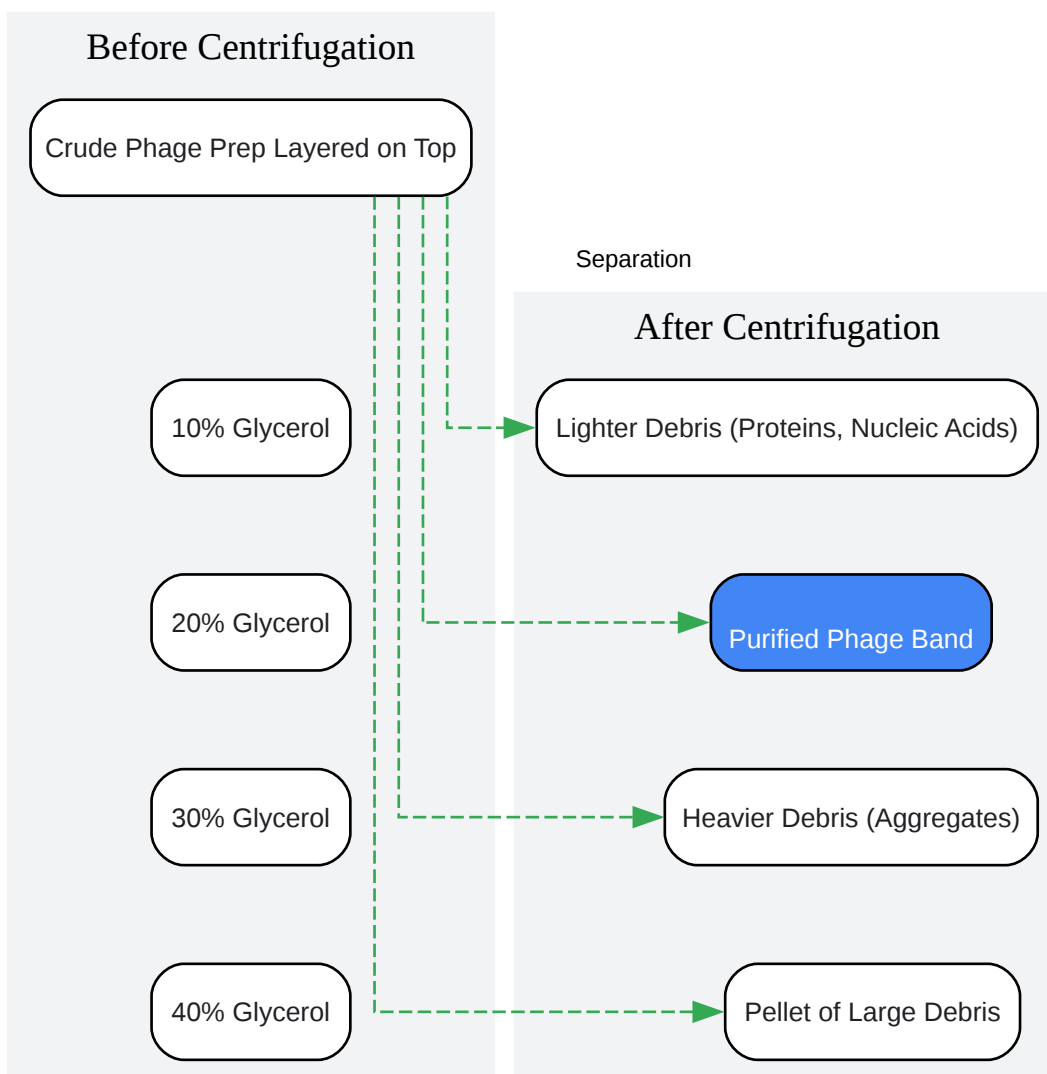 Before Centrifugation
Crude Phage Prep Layered on Top
Separation
After Centrifugation
10% Glycerol
Lighter Debris (Proteins, Nucleic Acids)
20% Glycerol
Purified Phage Band
30% Glycerol
Heavier Debris (Aggregates)
40% Glycerol
Pellet of Large Debris